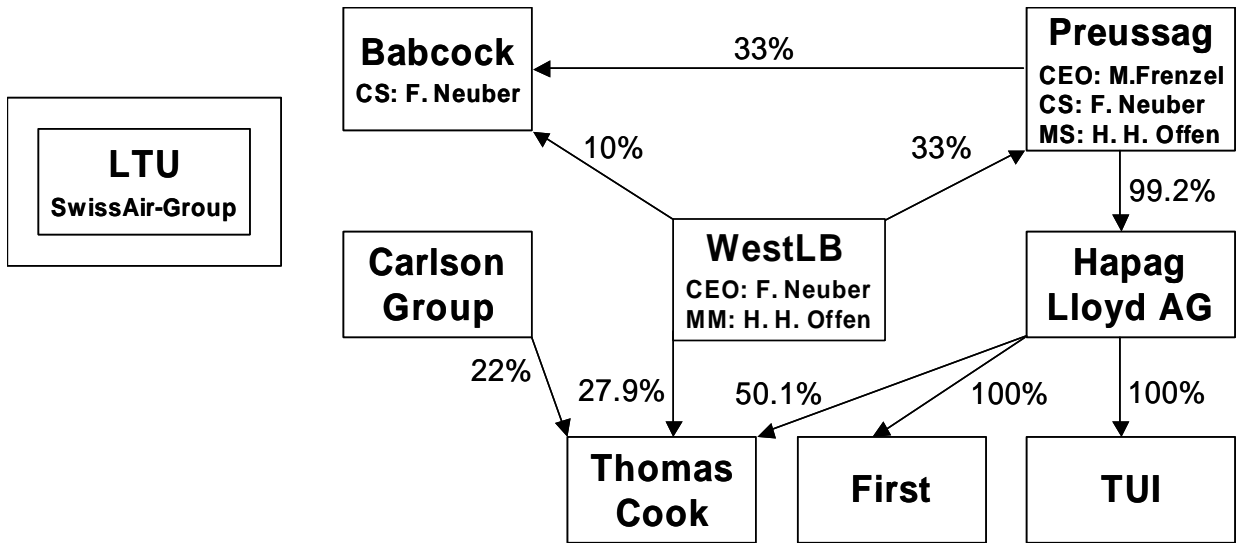 Babcock
CS: F. Neuber
33%
Preussag
CEO: M.Frenzel
CS: F. Neuber
MS: H. H. Offen
LTU
SwissAir-Group
10%
33%
99.2%
Carlson
Group
WestLB
CEO: F. Neuber
MM: H. H. Offen
Hapag
Lloyd AG
22%
27.9%
50.1%
100%
100%
Thomas
Cook
First
TUI